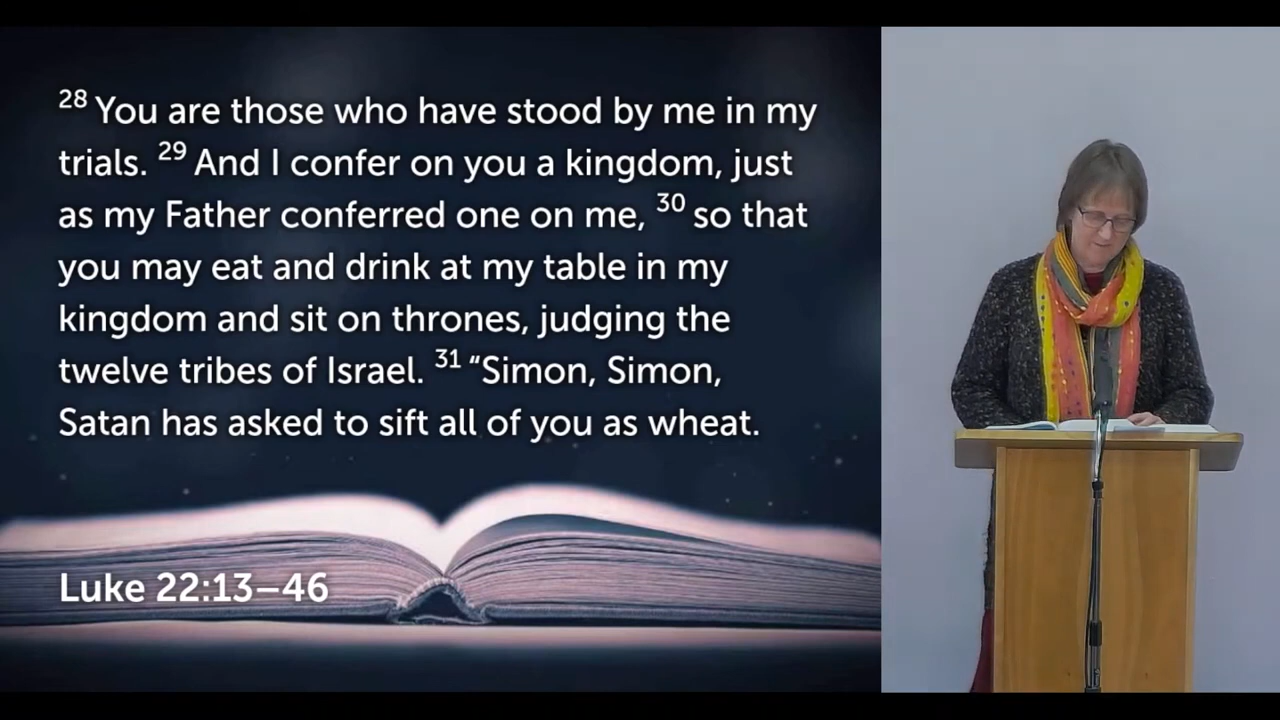 28 You are those who have stood by me in my
trials. 29 And I confer on you a kingdom, just
as my Father conferred one on me, 30 so that
you may eat and drink at my table in my
kingdom and sit on thrones, judging the
twelve tribes of Israel. 31 “Simon, Simon,
Satan has asked to sift all of you as wheat.
Luke 22:13–46